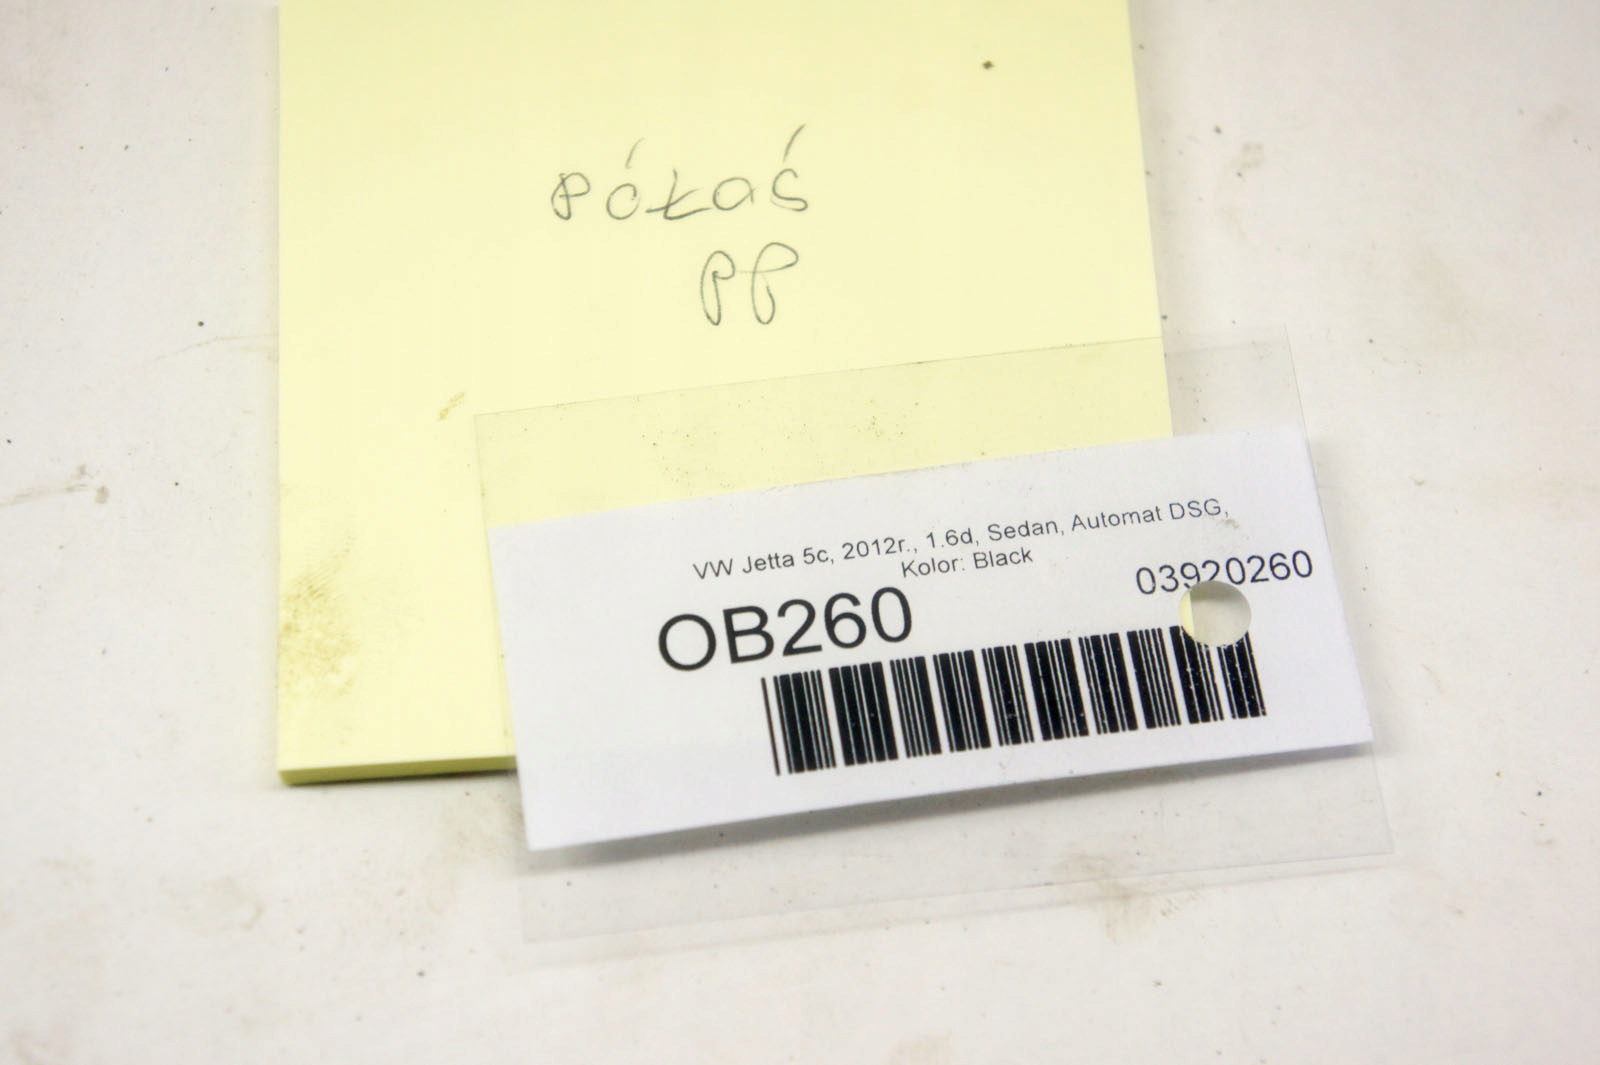 PÓŁAŚ
PP
VW Jetta 5c, 2012r., 1.6d, Sedan, Automat DSG,
Kolor: Black
03920260
OB260